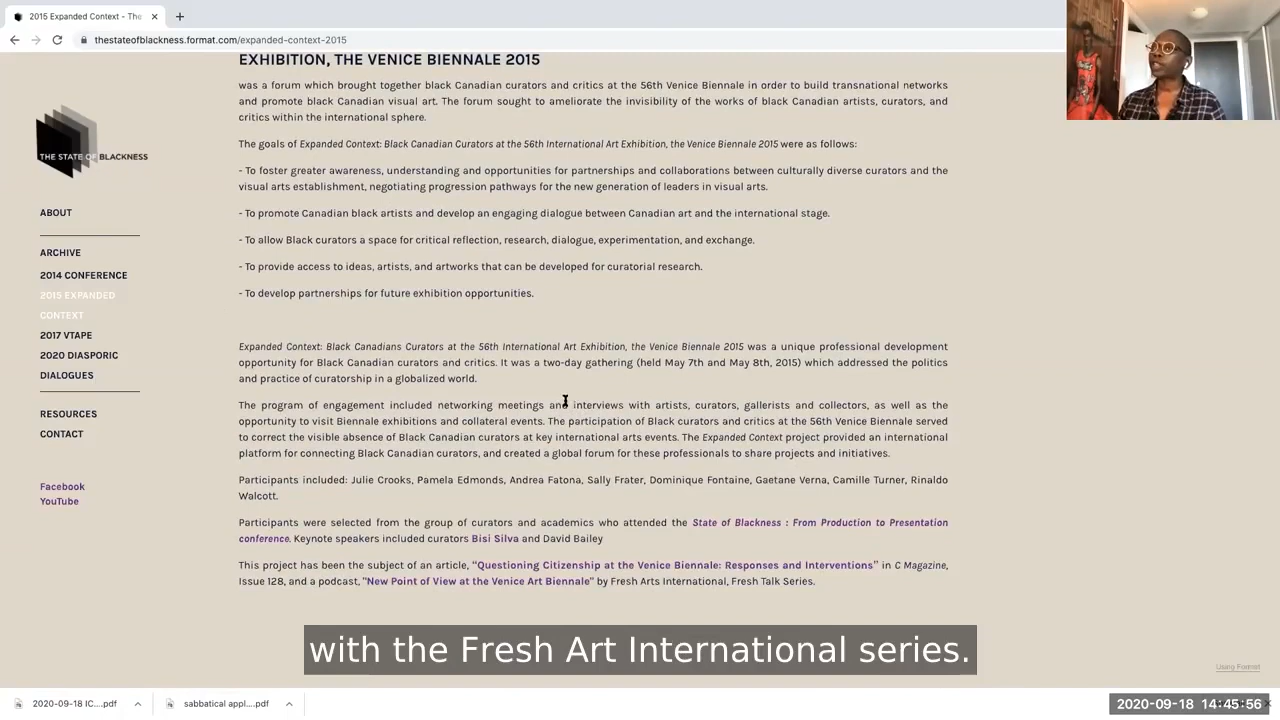 2015 Expanded Context - The
thestateofblackness.format.com/expanded-context-2015
THE STATE OF BLACKNESS
ABOUT
ARCHIVE
2014 CONFERENCE
2015 EXPANDED
CONTEXT
2017 VTAPE
2020 DIASPORIC
DIALOGUES
RESOURCES
CONTACT
Facebook
YouTube
EXHIBITION, THE VENICE BIENNALE 2015
was a forum which brought together black Canadian curators and critics at the 56th Venice Biennale in order to build transnational networks
and promote black Canadian visual art. The forum sought to ameliorate the invisibility of the works of black Canadian artists, curators, and
critics within the international sphere.
The goals of Expanded Context: Black Canadian Curators at the 56th International Art Exhibition, the Venice Biennale 2015 were as follows:
- To foster greater awareness, understanding and opportunities for partnerships and collaborations between culturally diverse curators and the
visual arts establishment, negotiating progression pathways for the new generation of leaders in visual arts.
- To promote Canadian black artists and develop an engaging dialogue between Canadian art and the international stage.
- To allow Black curators a space for critical reflection, research, dialogue, experimentation, and exchange.
- To provide access to ideas, artists, and artworks that can be developed for curatorial research.
- To develop partnerships for future exhibition opportunities.
Expanded Context: Black Canadians Curators at the 56th International Art Exhibition, the Venice Biennale 2015 was a unique professional development
opportunity for Black Canadian curators and critics. It was a two-day gathering (held May 7th and May 8th, 2015) which addressed the politics
and practice of curatorship in a globalized world.
The program of engagement included networking meetings and interviews with artists, curators, gallerists and collectors, as well as the
opportunity to visit Biennale exhibitions and collateral events. The participation of Black curators and critics at the 56th Venice Biennale served
to correct the visible absence of Black Canadian curators at key international arts events. The Expanded Context project provided an international
platform for connecting Black Canadian curators, and created a global forum for these professionals to share projects and initiatives.
Participants included: Julie Crooks, Pamela Edmonds, Andrea Fatona, Sally Frater, Dominique Fontaine, Gaetane Verna, Camille Turner, Rinaldo
Walcott.
Participants were selected from the group of curators and academics who attended the State of Blackness : From Production to Presentation
conference. Keynote speakers included curators Bisi Silva and David Bailey
This project has been the subject of an article, "Questioning Citizenship at the Venice Biennale: Responses and Interventions" in C Magazine,
Issue 128, and a podcast, "New Point of View at the Venice Art Biennale" by Fresh Arts International, Fresh Talk Series.
with the Fresh Art International series.
Using Format
2020-09-18 IC....pdf
sabbatical appl....pdf
2020-09-18 14:45:56